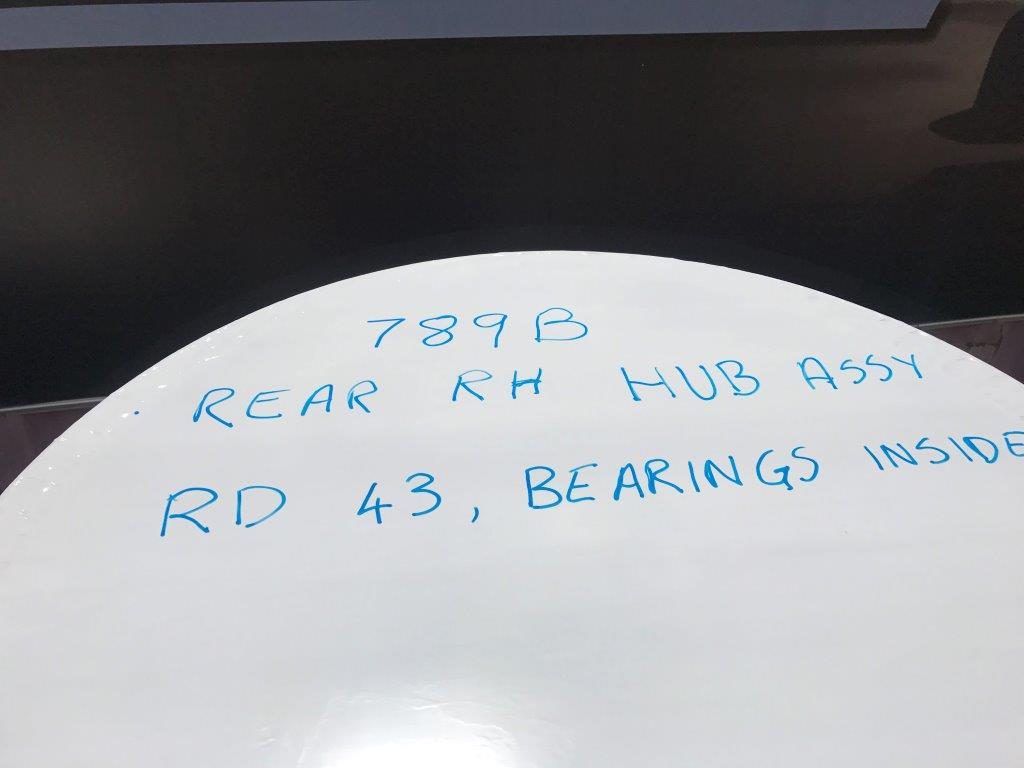 789B
REAR RH HUB ASSY
RD 43, BEARINGS INSIDE